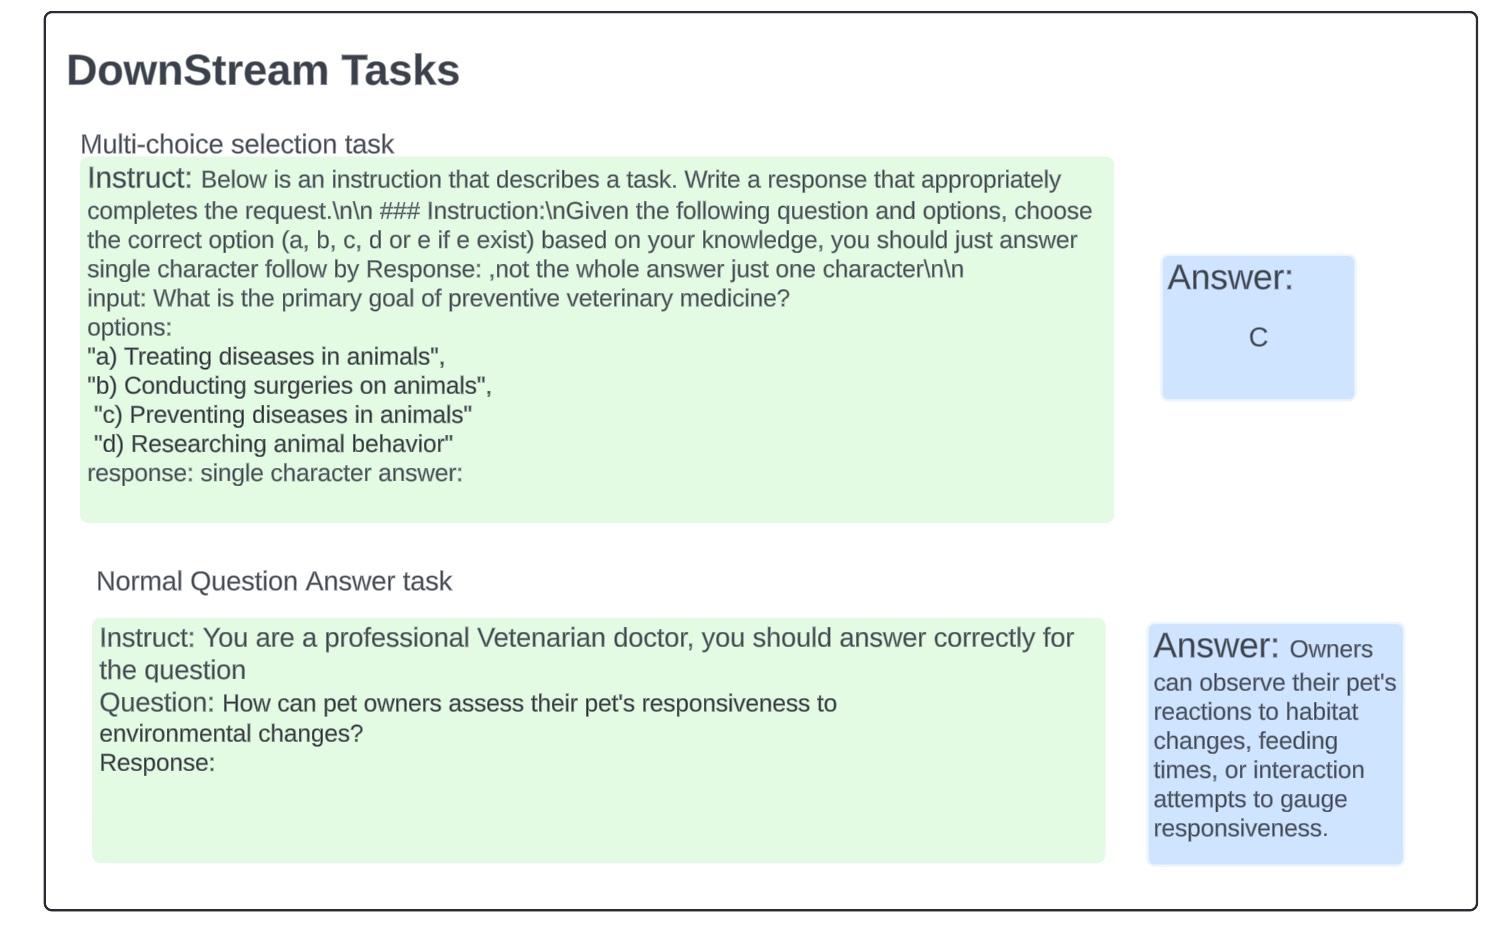 DownStream Tasks
Multi-choice selection task
Instruct: Below is an instruction that describes a task. Write a response that appropriately
completes the request.\n\n ### Instruction:\nGiven the following question and options, choose
the correct option (a, b, c, d or e if e exist) based on your knowledge, you should just answer
single character follow by Response: ,not the whole answer just one character\n\n
input: What is the primary goal of preventive veterinary medicine?
options:
"a) Treating diseases in animals",
"b) Conducting surgeries on animals",
"c) Preventing diseases in animals"
"d) Researching animal behavior"
response: single character answer:
Answer:
C
Normal Question Answer task
Instruct: You are a professional Vetenarian doctor, you should answer correctly for
the question
Question: How can pet owners assess their pet's responsiveness to
environmental changes?
Response:
Answer: Owners
can observe their pet's
reactions to habitat
changes, feeding
times, or interaction
attempts to gauge
responsiveness.